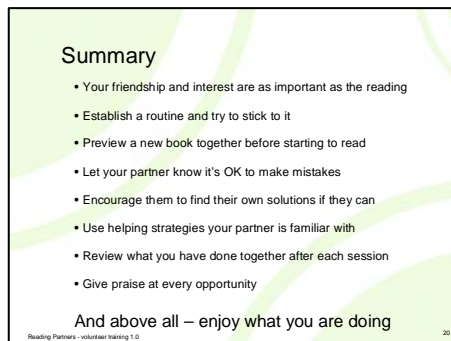 Summary
• Your friendship and interest are as important as the reading
• Establish a routine and try to stick to it
• Preview a new book together before starting to read
• Let your partner know it's OK to make mistakes
• Encourage them to find their own solutions if they can
• Use helping strategies your partner is familiar with
• Review what you have done together after each session
• Give praise at every opportunity
And above all – enjoy what you are doing
Reading Partners - volunteer training 1.0
20